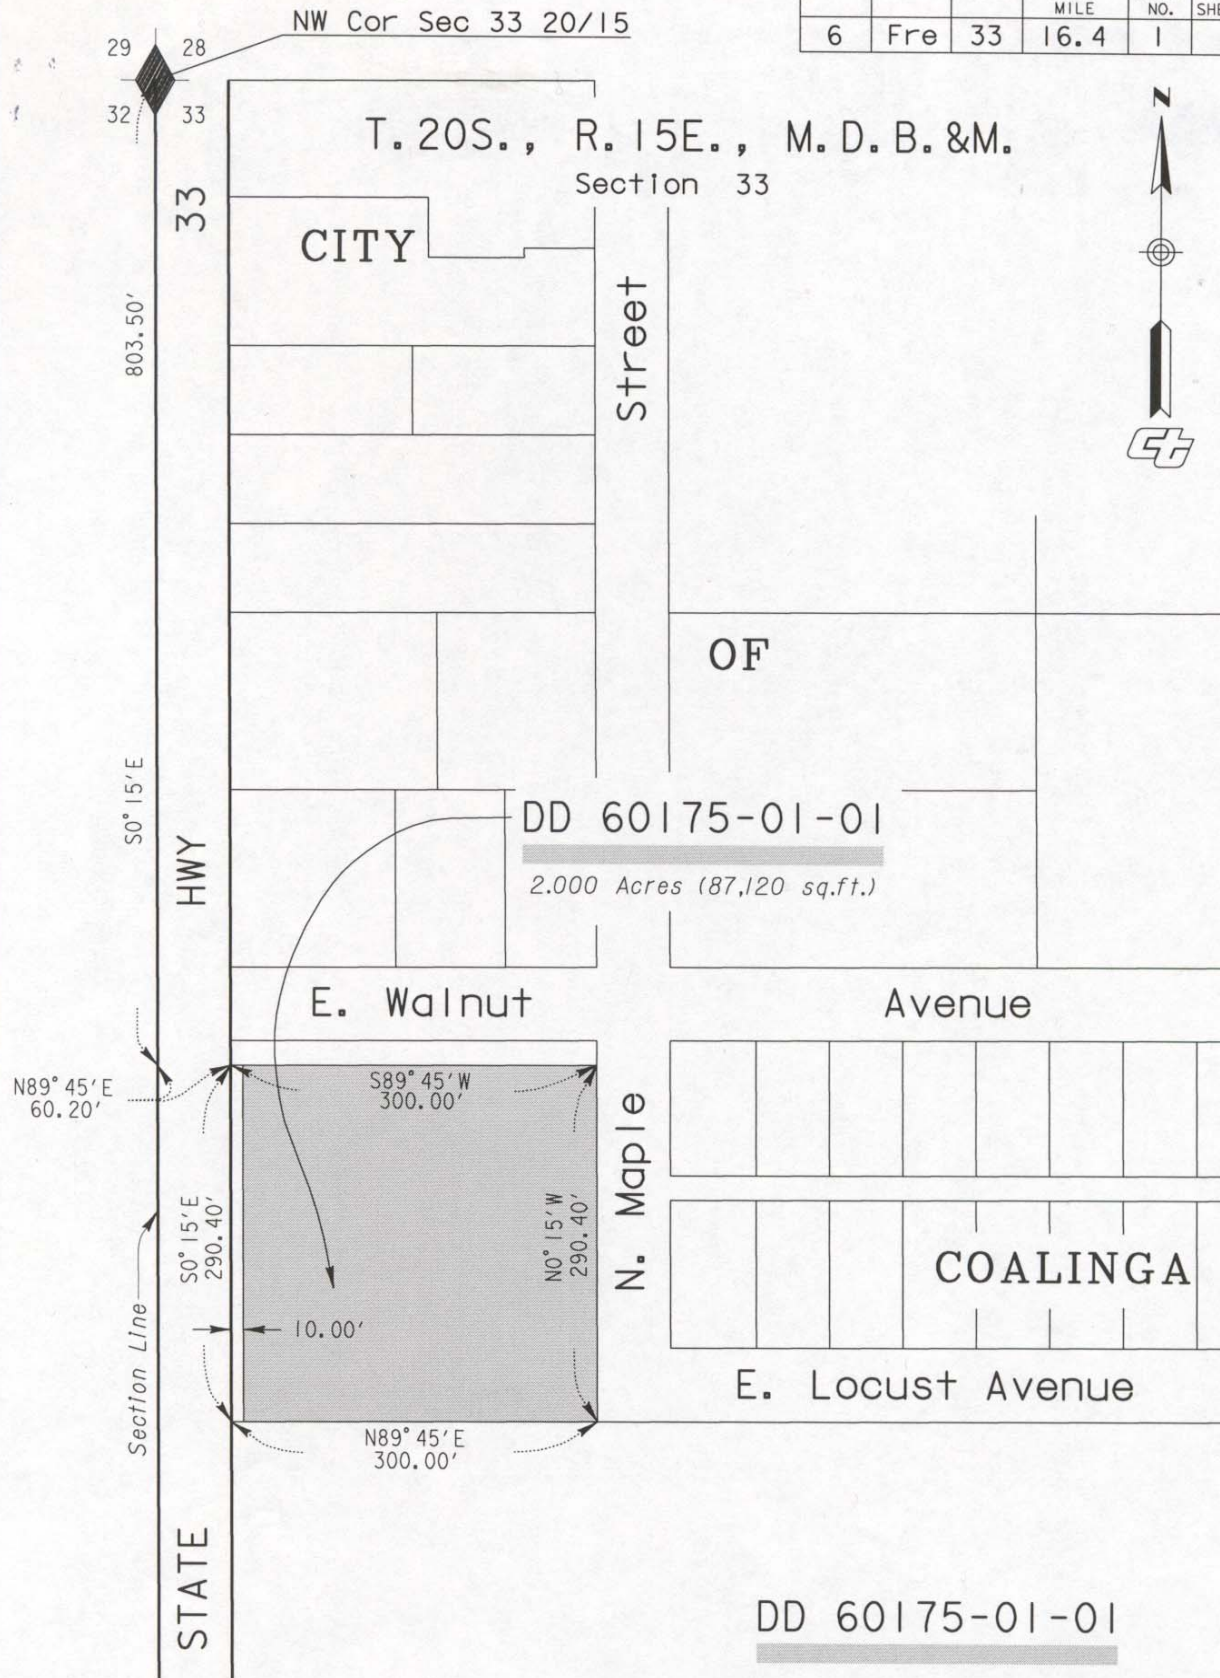 MILE NO. SHE
6 Fre 33 16.4 1
NW Cor Sec 33 20/15
29 28
32 33
N
T. 20S., R. 15E., M. D. B. &M.
Section 33
33
CITY
803.50'
Street
ct
OF
S0°15'E
HWY
DD 60175-01-01
2.000 Acres (87,120 sq.ft.)
E. Walnut Avenue
N89°45'E
60.20'
S89°45'W
300.00'
N. Maple
S0°15'E
290.40'
N0°15'W
290.40'
COALINGA
10.00'
Section Line
E. Locust Avenue
N89°45'E
300.00'
STATE
DD 60175-01-01